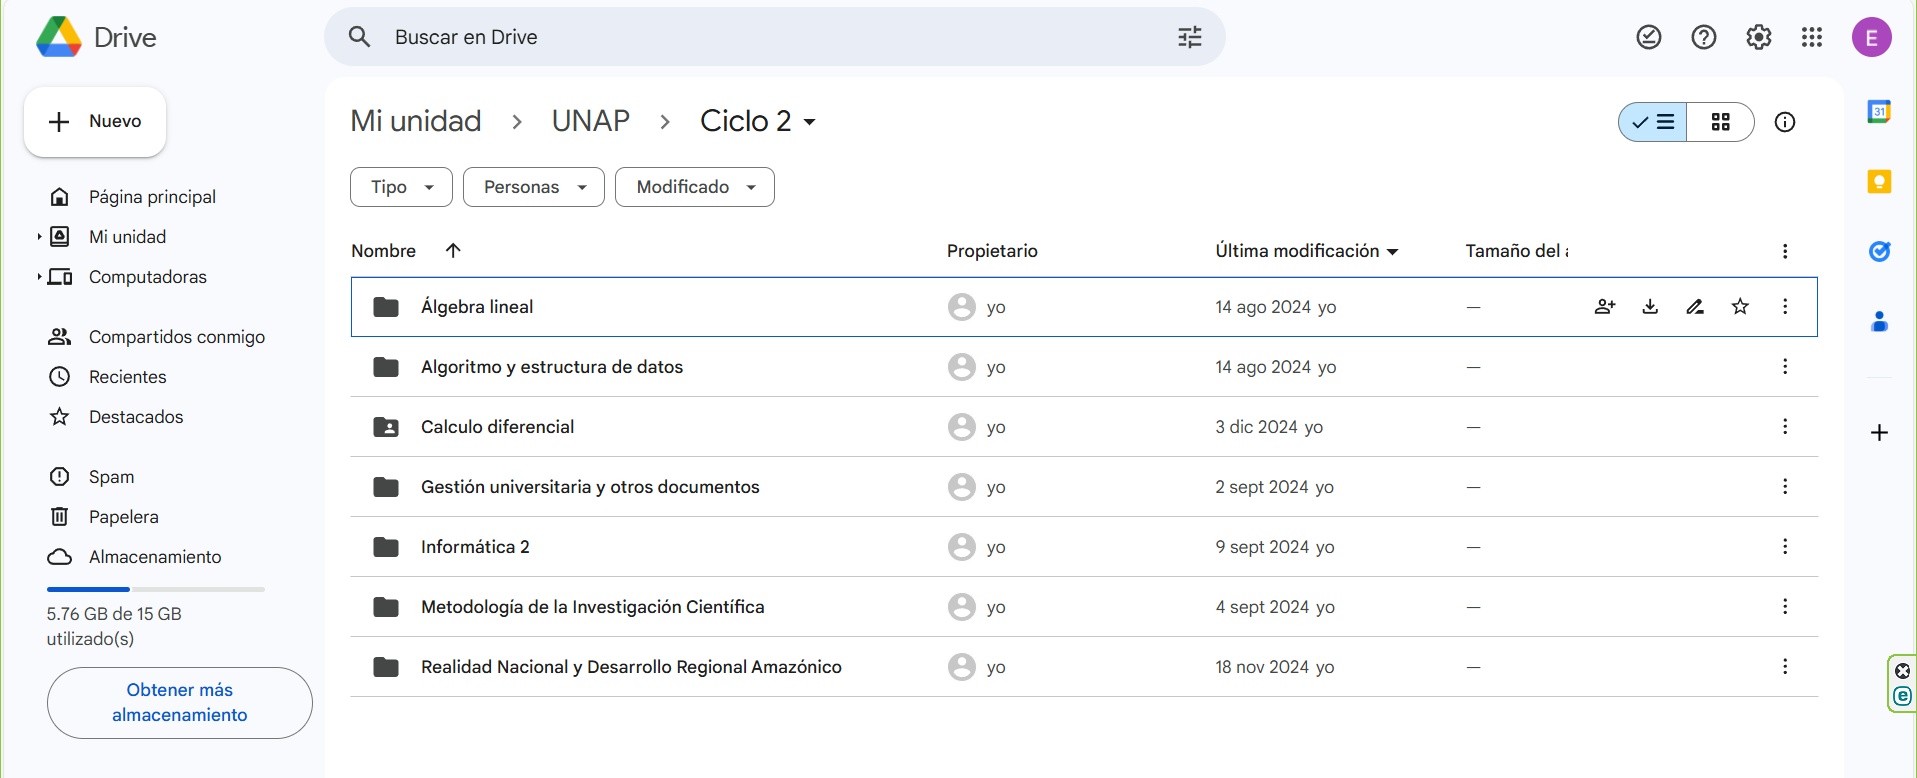 Drive
Buscar en Drive
E
Nuevo
Mi unidad
UNAP
Ciclo 2
31
Tipo
Personas
Modificado
Página principal
Mi unidad
Computadoras
Compartidos conmigo
Recientes
Destacados
Spam
Papelera
Almacenamiento
5.76 GB de 15 GB
utilizado(s)
Obtener más
almacenamiento
Nombre Propietario Última modificación Tamaño del a
Álgebra lineal yo 14 ago 2024 yo —
Algoritmo y estructura de datos yo 14 ago 2024 yo —
Calculo diferencial yo 3 dic 2024 yo —
Gestión universitaria y otros documentos yo 2 sept 2024 yo —
Informática 2 yo 9 sept 2024 yo —
Metodología de la Investigación Científica yo 4 sept 2024 yo —
Realidad Nacional y Desarrollo Regional Amazónico yo 18 nov 2024 yo —
e